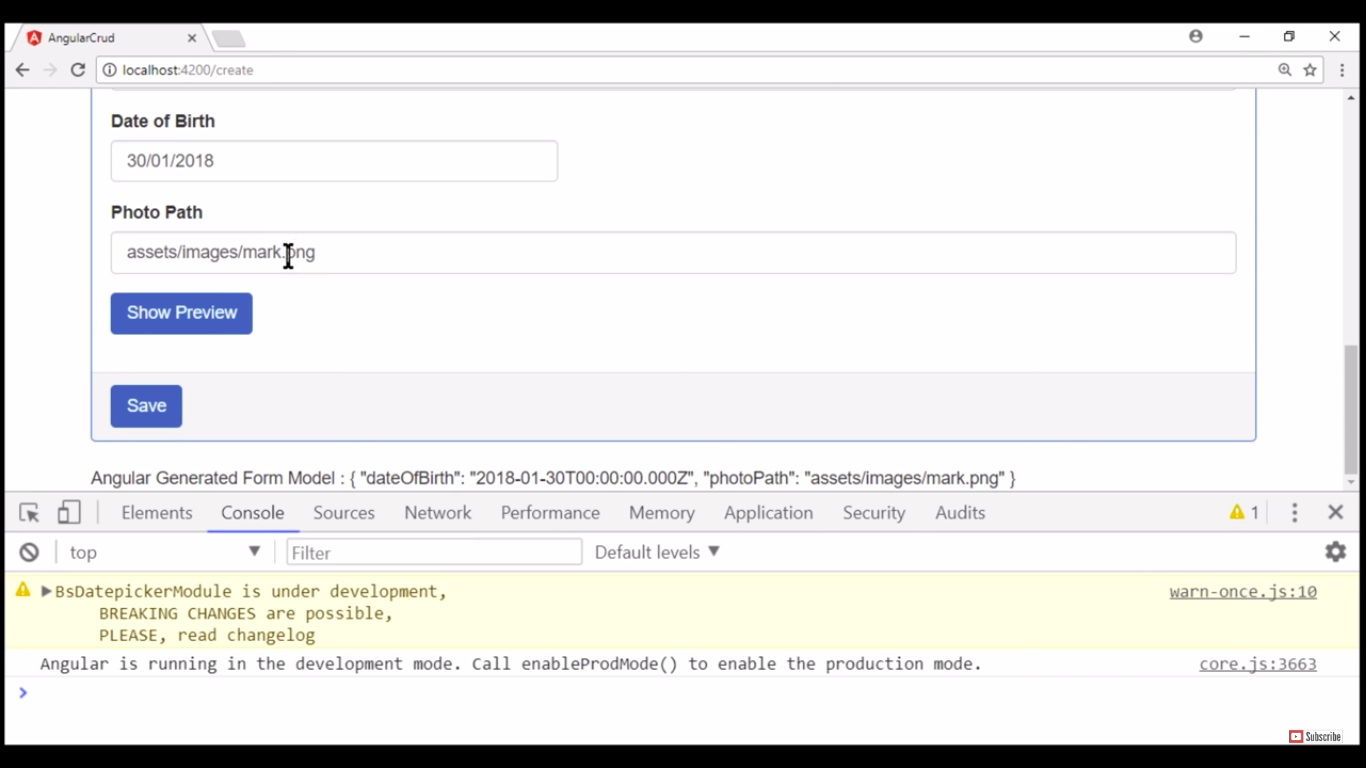 AngularCrud
localhost:4200/create
Date of Birth
30/01/2018
Photo Path
assets/images/mark.png
Show Preview
Save
Angular Generated Form Model : { "dateOfBirth": "2018-01-30T00:00:00.000Z", "photoPath": "assets/images/mark.png" }
Elements Console Sources Network Performance Memory Application Security Audits 1
top Filter Default levels
BsDatepickerModule is under development, warn-once.js:10
BREAKING CHANGES are possible,
PLEASE, read changelog
Angular is running in the development mode. Call enableProdMode() to enable the production mode. core.js:3663
Subscribe